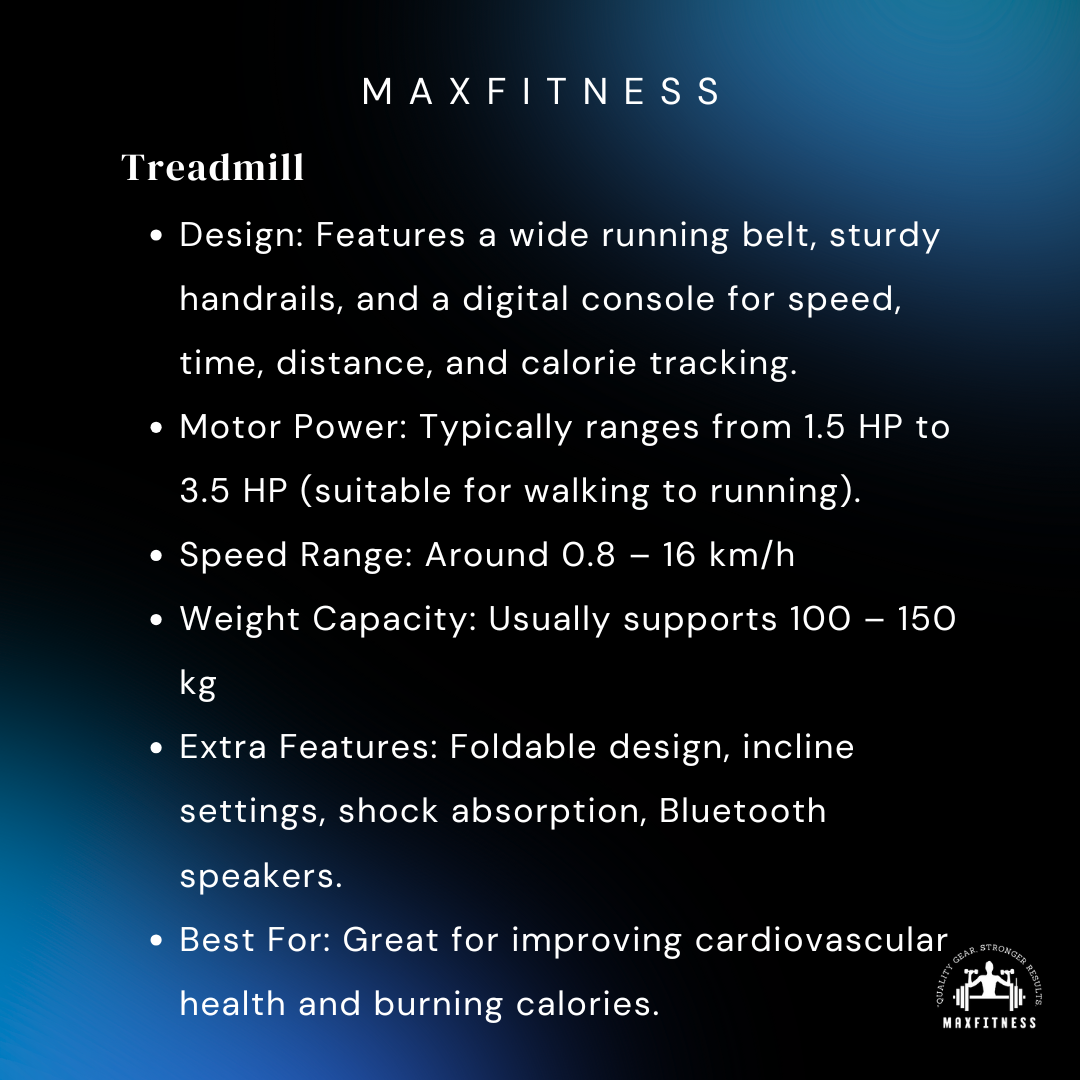 MAXFITNESS
Treadmill
• Design: Features a wide running belt, sturdy
handrails, and a digital console for speed,
time, distance, and calorie tracking.
• Motor Power: Typically ranges from 1.5 HP to
3.5 HP (suitable for walking to running).
• Speed Range: Around 0.8 – 16 km/h
• Weight Capacity: Usually supports 100 – 150
kg
• Extra Features: Foldable design, incline
settings, shock absorption, Bluetooth
speakers.
• Best For: Great for improving cardiovascular
health and burning calories.
"QUALITY GEAR. STRONGER RESULTS."
MAXFITNESS